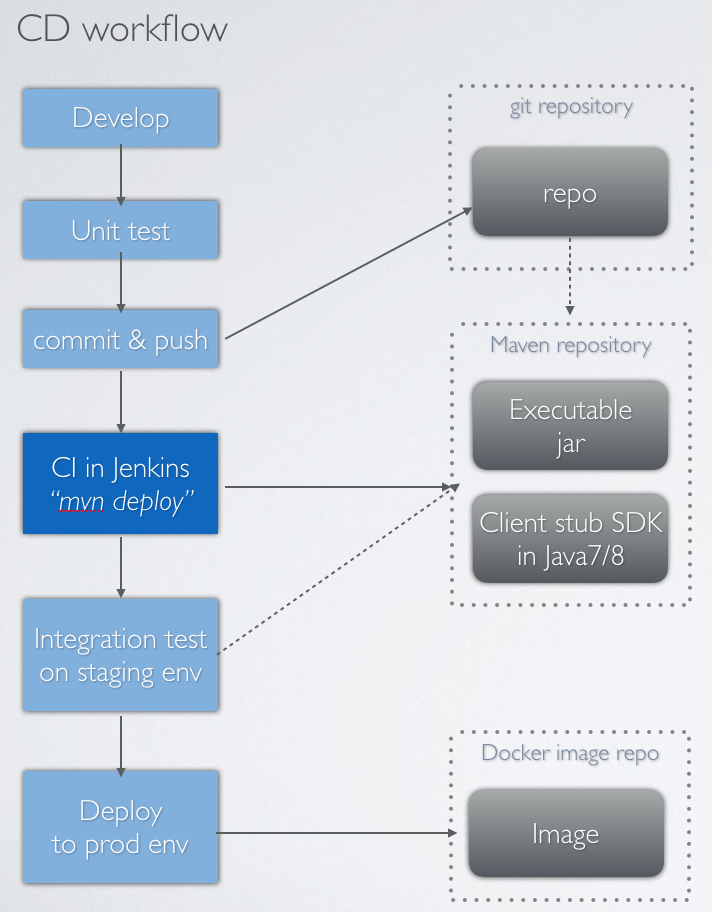 CD workflow
Develop
Unit test
commit & push
CI in Jenkins
“mvn deploy”
Integration test
on staging env
Deploy
to prod env
git repository
repo
Maven repository
Executable
jar
Client stub SDK
in Java7/8
Docker image repo
Image